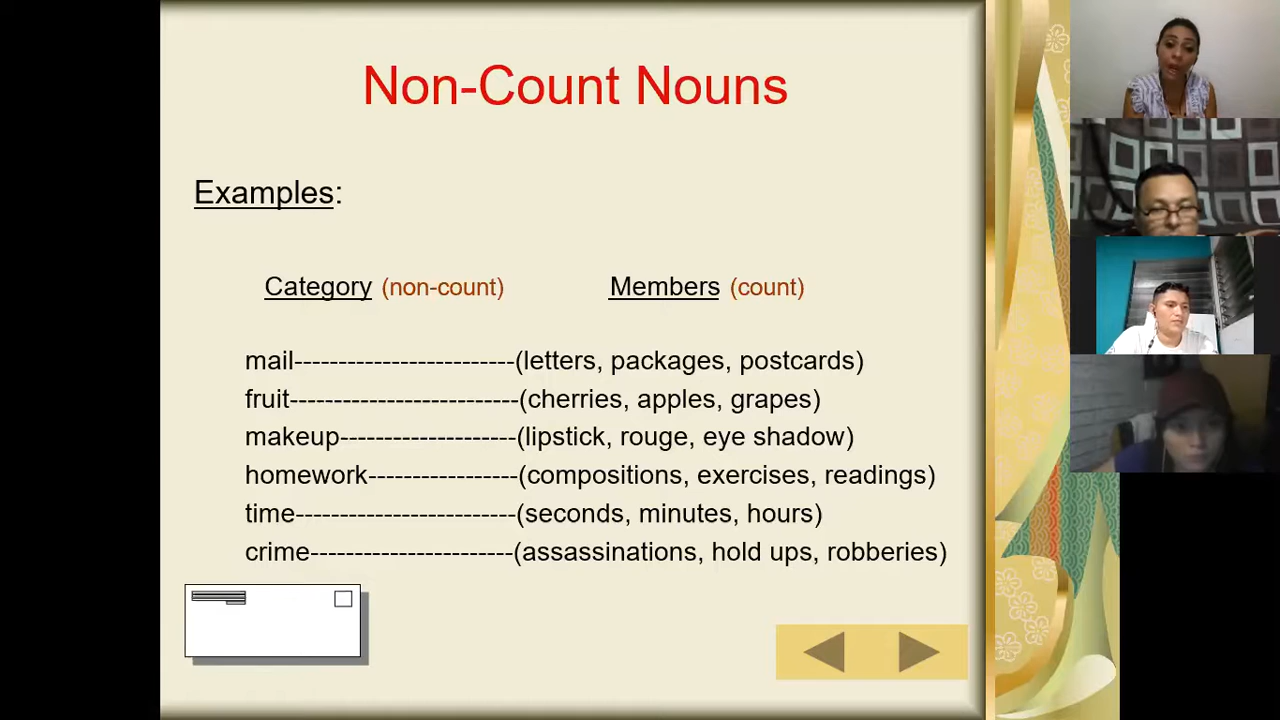 Non-Count Nouns
Examples:
Category (non-count) Members (count)
mail-------------------------(letters, packages, postcards)
fruit--------------------------(cherries, apples, grapes)
makeup--------------------(lipstick, rouge, eye shadow)
homework-----------------(compositions, exercises, readings)
time-------------------------(seconds, minutes, hours)
crime-----------------------(assassinations, hold ups, robberies)